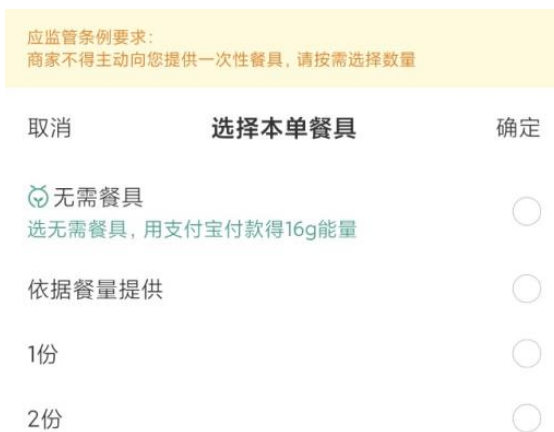 应监管条例要求：
商家不得主动向您提供一次性餐具，请按需选择数量
取消 选择本单餐具 确定
无需餐具
选无需餐具，用支付宝付款得16g能量
依据餐量提供
1份
2份